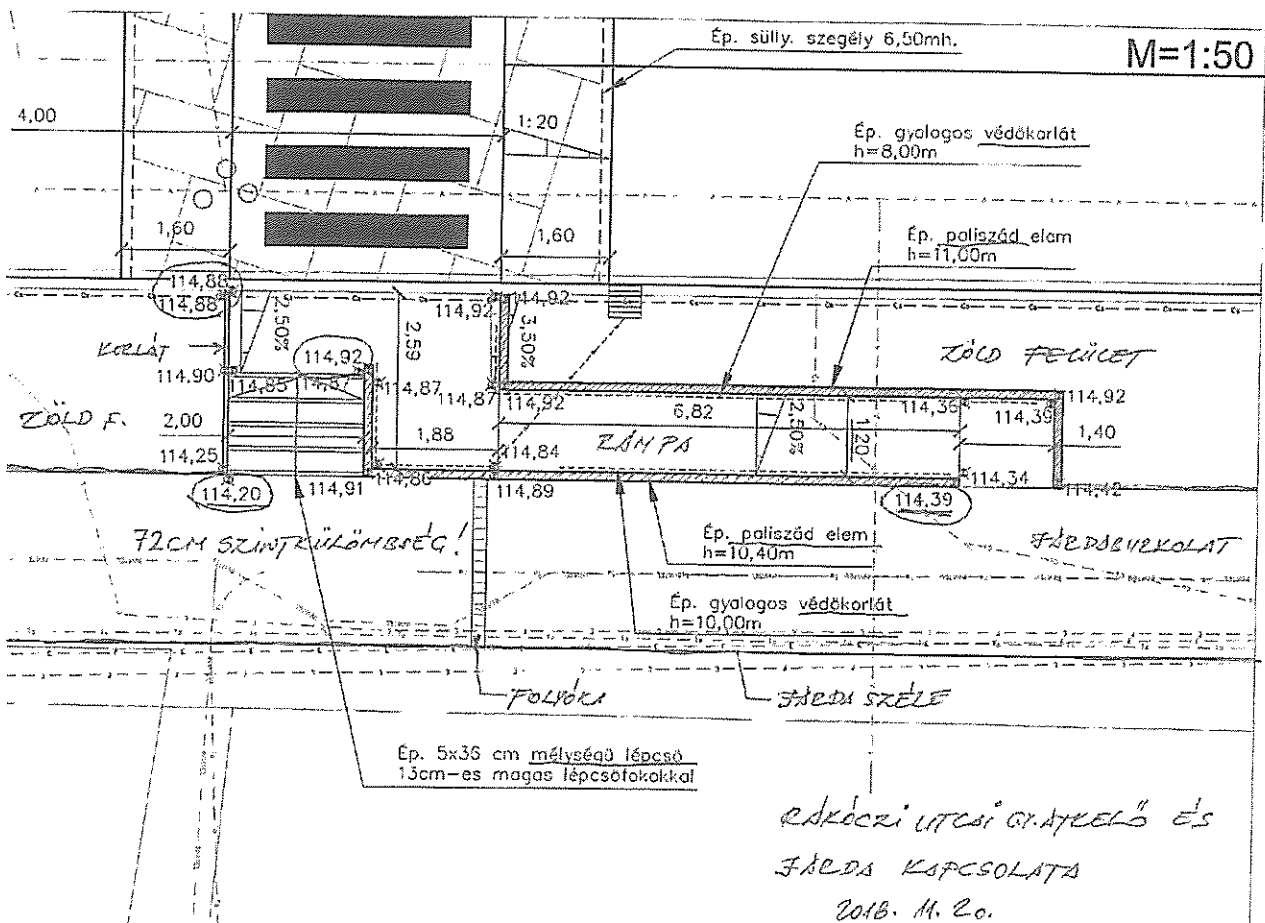 Ép. sülly. szegély 6,50mh.
M=1:50
4,00
1:20
Ép. gyalogos védőkorlát
h=8,00m
1,60
1,60
Ép. paliszád elem
h=11,00m
114,88
114,88
2,50%
2,59
114,92
114,92
3,50%
KORLÁT
114,92
ZÖLD FELÜLET
114,90
114,85
114,87
114,87
114,87
114,92
6,82
2,50%
114,36
114,39
114,92
ZÖLD F.
2,00
1,88
114,84
RÁMPA
1,20
1,40
114,25
114,20
114,91
114,86
114,89
114,39
114,34
114,42
72CM SZINTKÜLÖMBSÉG!
Ép. paliszád elem
h=10,40m
JÁRDABURKOLAT
Ép. gyalogos védőkorlát
h=10,00m
FOLYÓKA
JÁRDA SZÉLE
Ép. 5x36 cm mélységű lépcső
13cm-es magas lépcsőfokokkal
RÁKÓCZI UTCAI GY.ÁTKELŐ ÉS
JÁRDA KAPCSOLATA
2018. 11. 20.